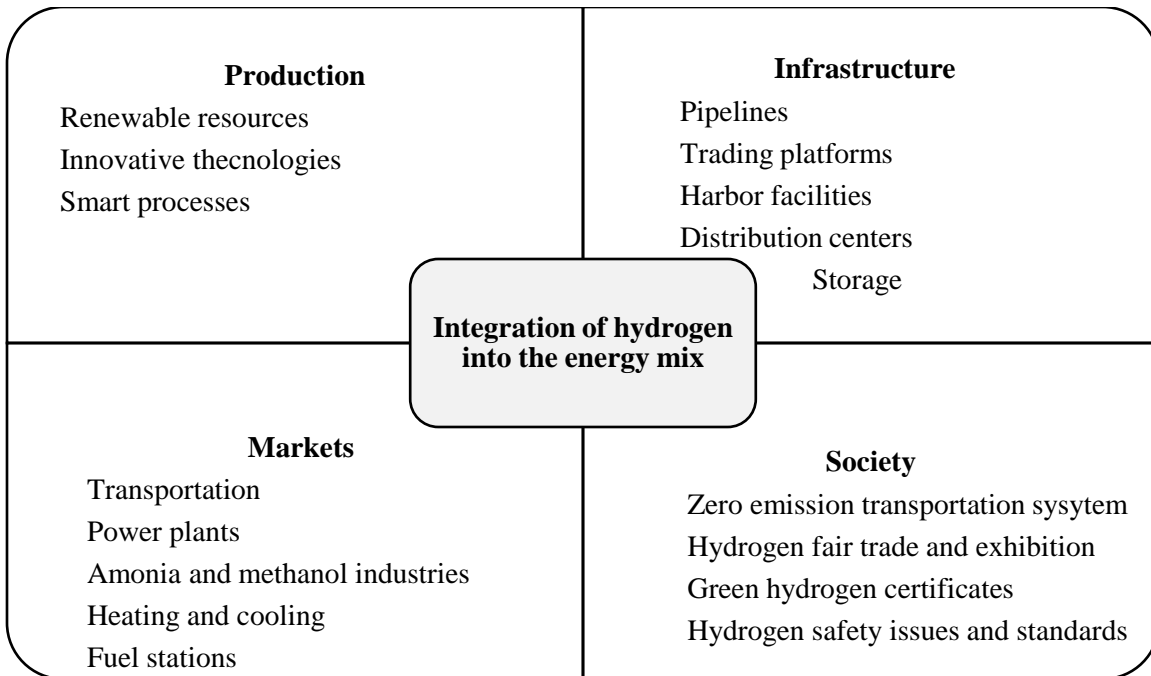 Production
Renewable resources
Innovative thecnologies
Smart processes
Infrastructure
Pipelines
Trading platforms
Harbor facilities
Distribution centers
Storage
Integration of hydrogen
into the energy mix
Markets
Transportation
Power plants
Amonia and methanol industries
Heating and cooling
Fuel stations
Society
Zero emission transportation sysytem
Hydrogen fair trade and exhibition
Green hydrogen certificates
Hydrogen safety issues and standards